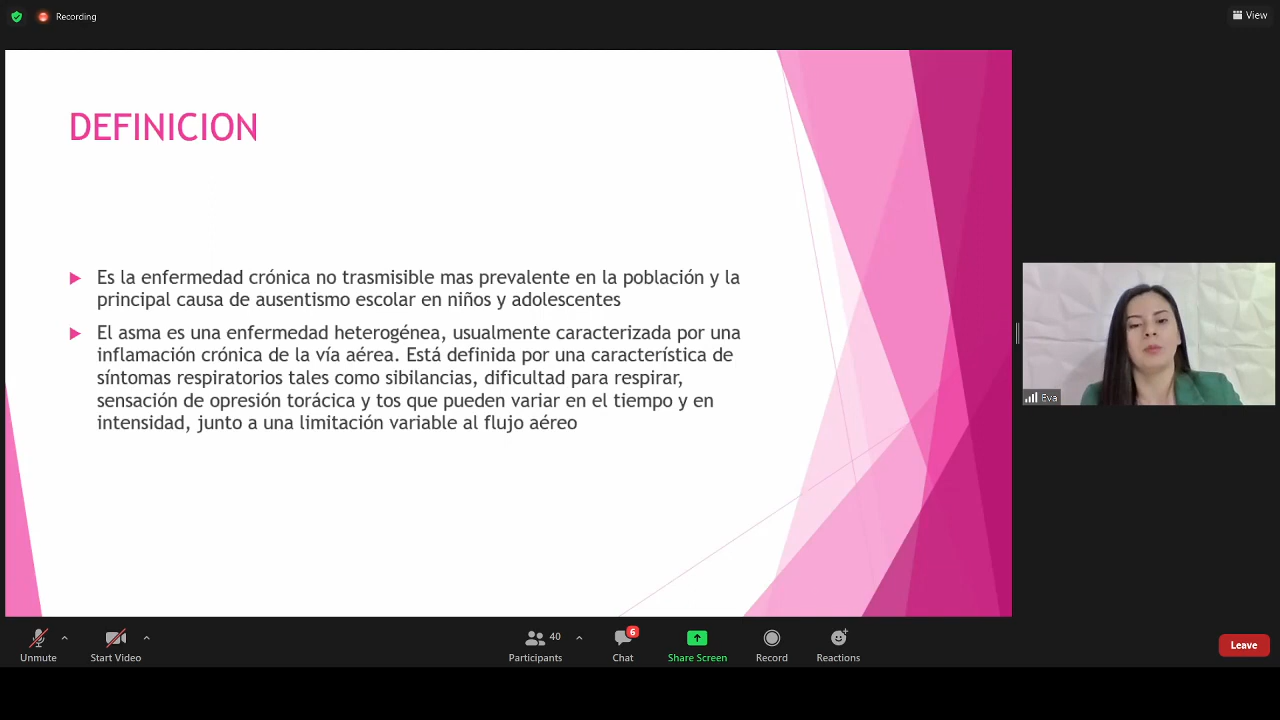 Recording
View
DEFINICION
Es la enfermedad crónica no trasmisible mas prevalente en la población y la
principal causa de ausentismo escolar en niños y adolescentes
El asma es una enfermedad heterogénea, usualmente caracterizada por una
inflamación crónica de la vía aérea. Está definida por una característica de
síntomas respiratorios tales como sibilancias, dificultad para respirar,
sensación de opresión torácica y tos que pueden variar en el tiempo y en
intensidad, junto a una limitación variable al flujo aéreo
Eva
Unmute
Start Video
40
Participants
6
Chat
Share Screen
Record
Reactions
Leave